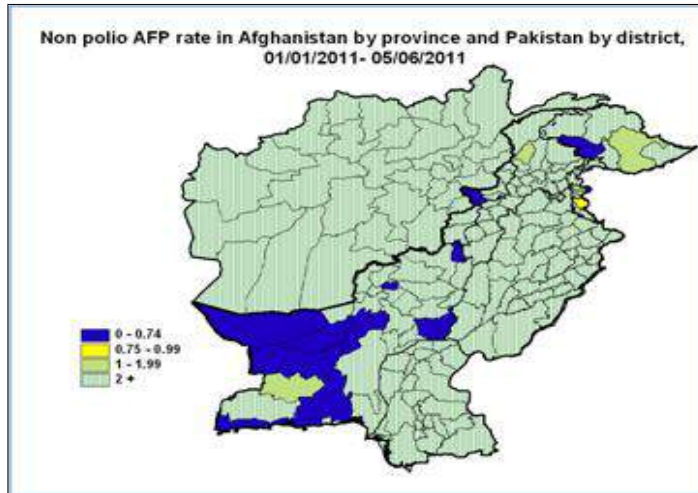 Non polio AFP rate in Afghanistan by province and Pakistan by district,
01/01/2011- 05/06/2011
0 - 0.74
0.75 - 0.99
1 - 1.99
2 +